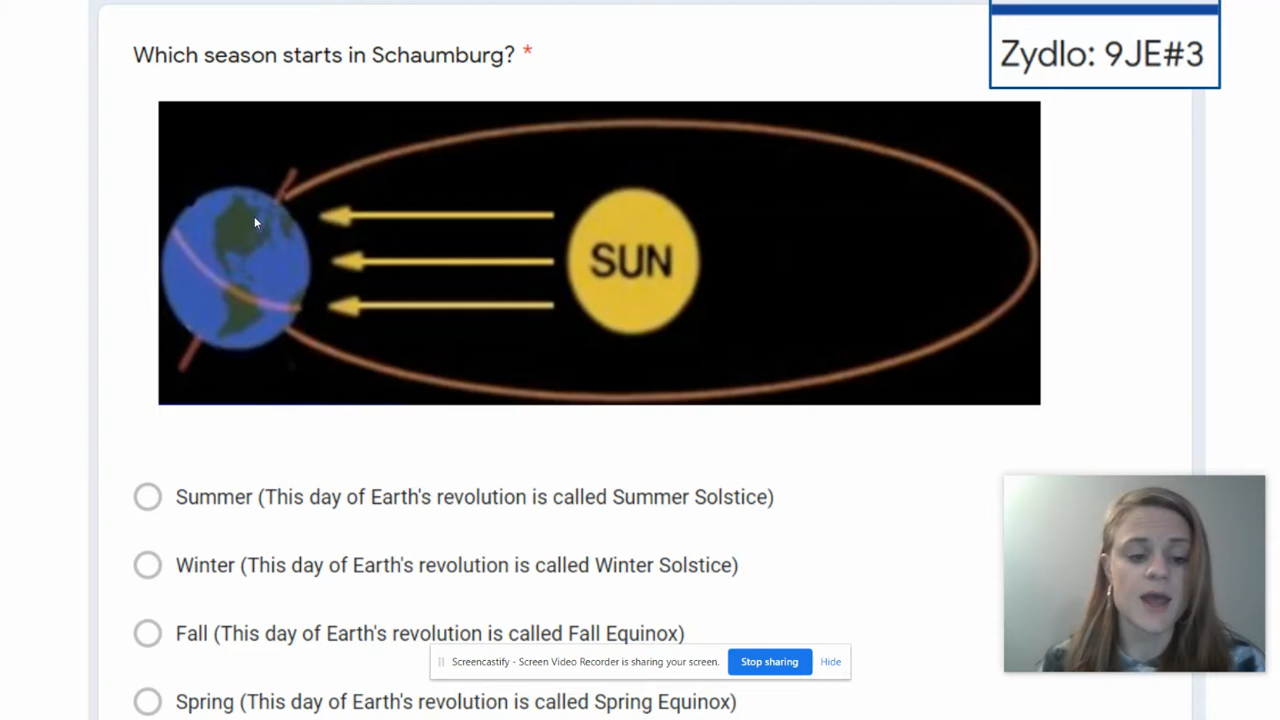 Which season starts in Schaumburg? *
Zydlo: 9JE#3
SUN
Summer (This day of Earth's revolution is called Summer Solstice)
Winter (This day of Earth's revolution is called Winter Solstice)
Fall (This day of Earth's revolution is called Fall Equinox)
Screencastify - Screen Video Recorder is sharing your screen. Stop sharing Hide
Spring (This day of Earth's revolution is called Spring Equinox)